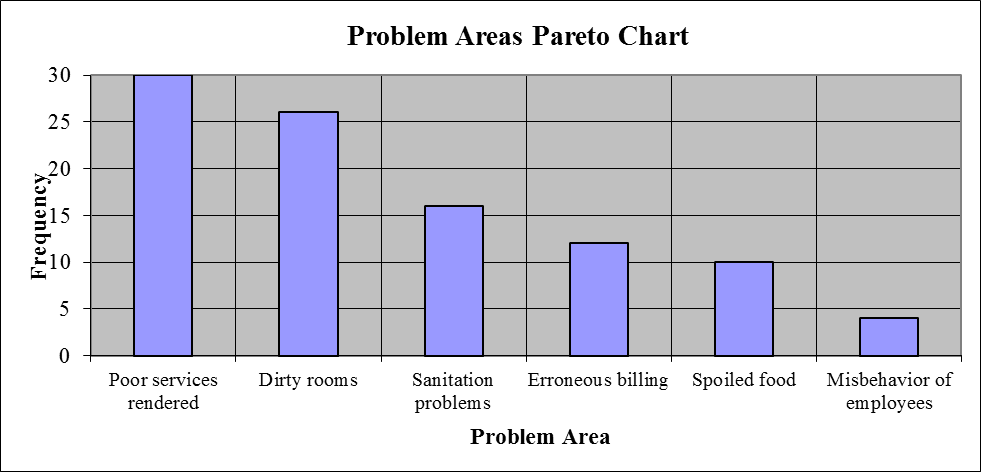 Problem Areas Pareto Chart
30
25
20
15
10
5
0
Frequency
Poor services
rendered
Dirty rooms
Sanitation
problems
Erroneous billing
Spoiled food
Misbehavior of
employees
Problem Area